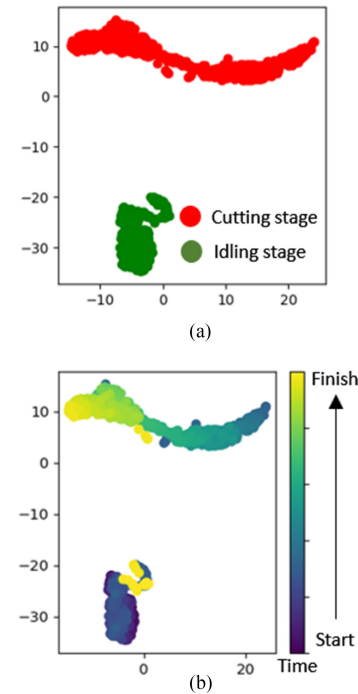 10
0
−10
−20
−30
Cutting stage
Idling stage
−10 0 10 20
(a)
Finish
10
0
−10
−20
−30
Start
0 20
Time
(b)